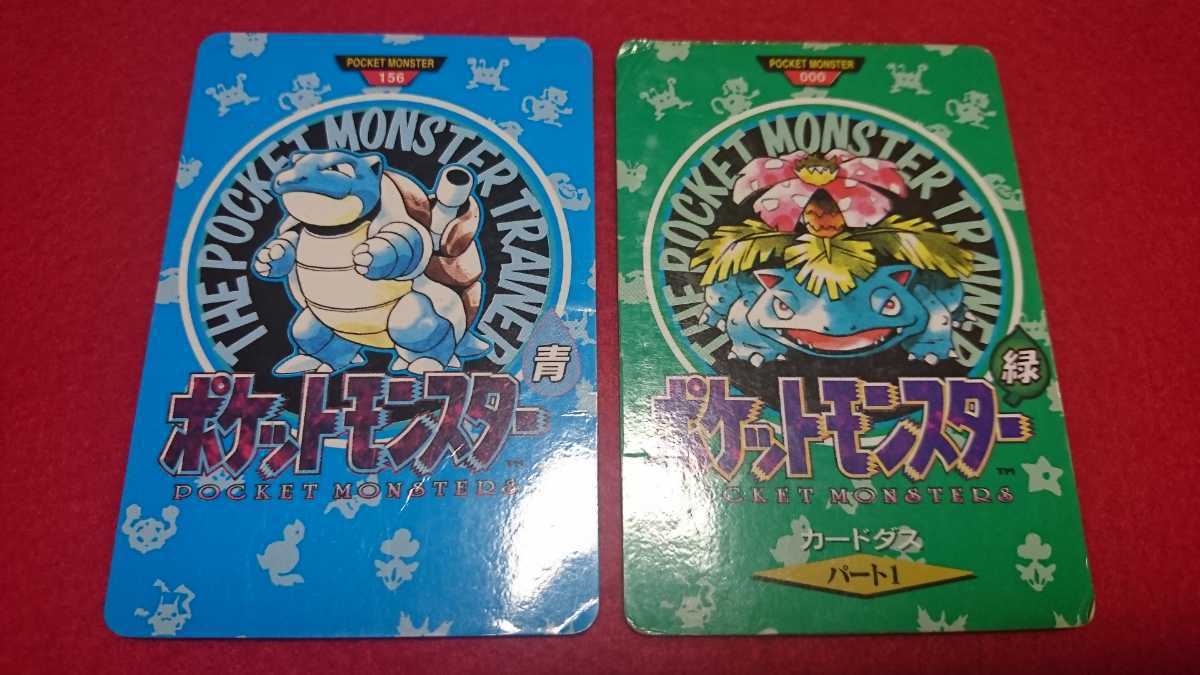 POCKET MONSTER
156
THE POCKET MONSTER TRAINER
青
ポケットモンスター
TM
POCKET MONSTERS
POCKET MONSTER
000
THE POCKET MONSTER TRAINER
緑
ポケットモンスター
TM
POCKET MONSTERS
カードダス
パート1